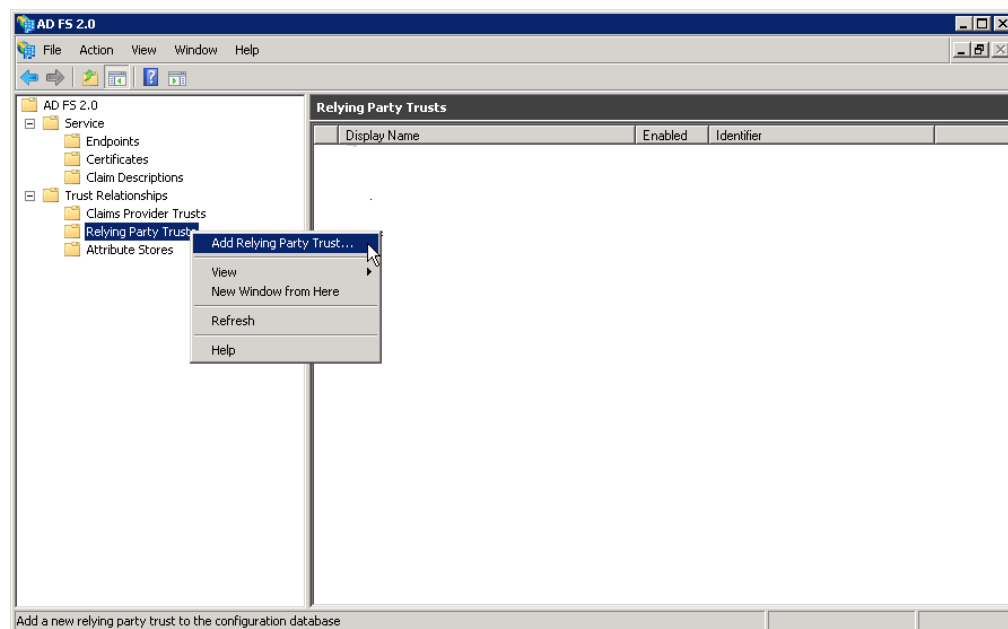 AD FS 2.0
File Action View Window Help
AD FS 2.0
Service
Endpoints
Certificates
Claim Descriptions
Trust Relationships
Claims Provider Trusts
Relying Party Trusts
Attribute Stores
Relying Party Trusts
Display Name Enabled Identifier
Add Relying Party Trust...
View
New Window from Here
Refresh
Help
Add a new relying party trust to the configuration database